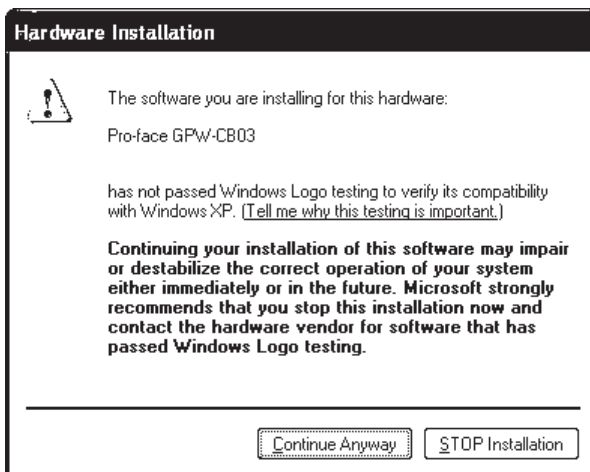 Hardware Installation
The software you are installing for this hardware:
Pro-face GPW-CB03
has not passed Windows Logo testing to verify its compatibility
with Windows XP. (Tell me why this testing is important.)
Continuing your installation of this software may impair
or destabilize the correct operation of your system
either immediately or in the future. Microsoft strongly
recommends that you stop this installation now and
contact the hardware vendor for software that has
passed Windows Logo testing.
Continue Anyway
STOP Installation